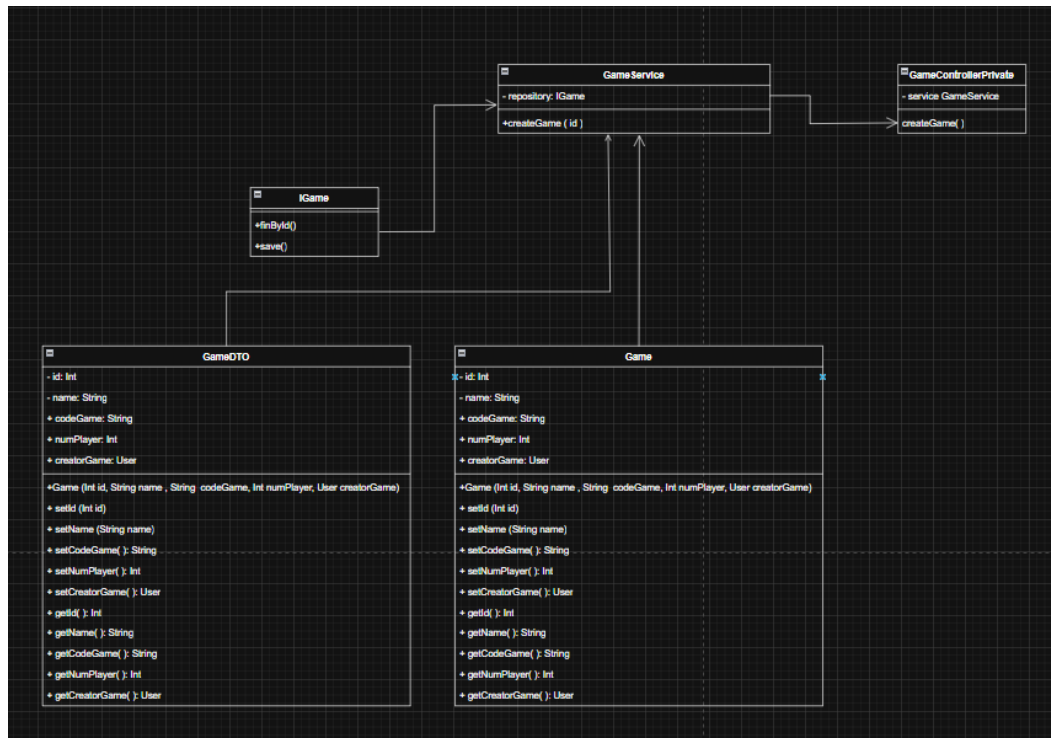 GameService
- repository: IGame
+createGame ( id )
GameControllerPrivate
- service GameService
createGame( )
IGame
+finById()
+save()
GameDTO
- id: Int
- name: String
+ codeGame: String
+ numPlayer: Int
+ creatorGame: User
+Game (Int id, String name , String  codeGame, Int numPlayer, User creatorGame)
+ setId (Int id)
+ setName (String name)
+ setCodeGame( ): String
+ setNumPlayer( ): Int
+ setCreatorGame( ): User
+ getId( ): Int
+ getName( ): String
+ getCodeGame( ): String
+ getNumPlayer( ): Int
+ getCreatorGame( ): User
Game
- id: Int
- name: String
+ codeGame: String
+ numPlayer: Int
+ creatorGame: User
+Game (Int id, String name , String  codeGame, Int numPlayer, User creatorGame)
+ setId (Int id)
+ setName (String name)
+ setCodeGame( ): String
+ setNumPlayer( ): Int
+ setCreatorGame( ): User
+ getId( ): Int
+ getName( ): String
+ getCodeGame( ): String
+ getNumPlayer( ): Int
+ getCreatorGame( ): User